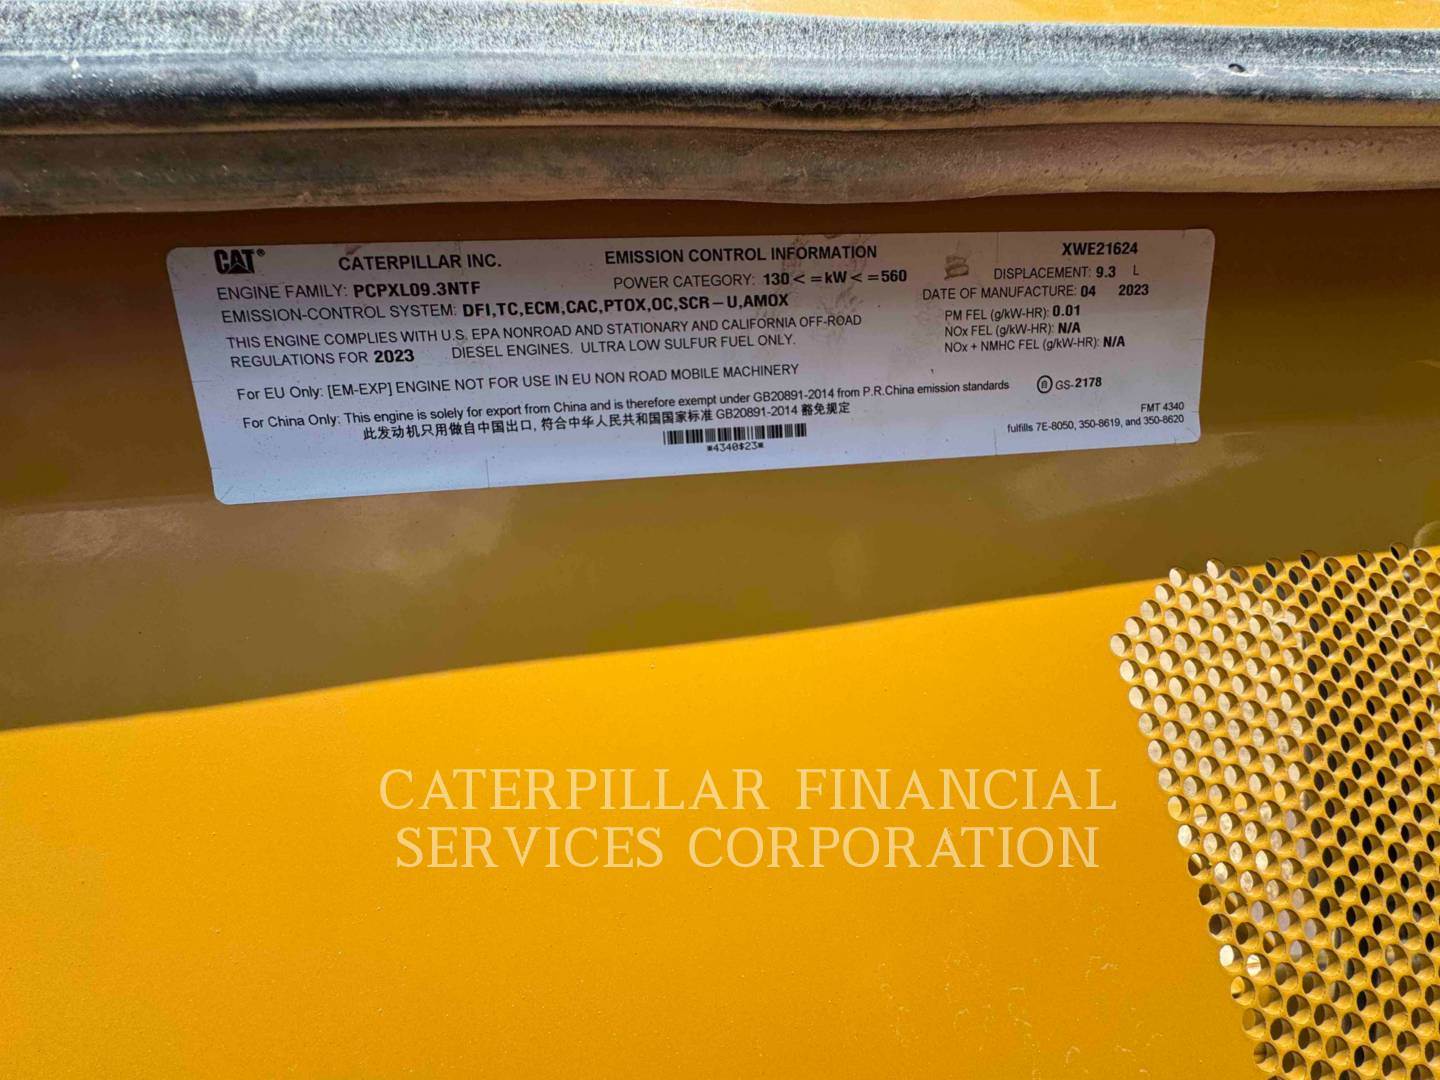 CAT® CATERPILLAR INC. EMISSION CONTROL INFORMATION XWE21624
ENGINE FAMILY: PCPXL09.3NTF POWER CATEGORY: 130<=kW<=560 DISPLACEMENT: 9.3 L
EMISSION-CONTROL SYSTEM: DFI,TC,ECM,CAC,PTOX,OC,SCR-U,AMOX DATE OF MANUFACTURE: 04 2023
THIS ENGINE COMPLIES WITH U.S. EPA NONROAD AND STATIONARY AND CALIFORNIA OFF-ROAD
REGULATIONS FOR 2023 DIESEL ENGINES. ULTRA LOW SULFUR FUEL ONLY.
PM FEL (g/kW-HR): 0.01
NOx FEL (g/kW-HR): N/A
NOx + NMHC FEL (g/kW-HR): N/A
For EU Only: [EM-EXP] ENGINE NOT FOR USE IN EU NON ROAD MOBILE MACHINERY
For China Only: This engine is solely for export from China and is therefore exempt under GB20891-2014 from P.R.China emission standards
GS-2178
此发动机只用做自中国出口, 符合中华人民共和国国家标准 GB20891-2014 豁免规定
*4340$23*
FMT 4340
fulfills 7E-8050, 350-8619, and 350-8620
CATERPILLAR FINANCIAL
SERVICES CORPORATION